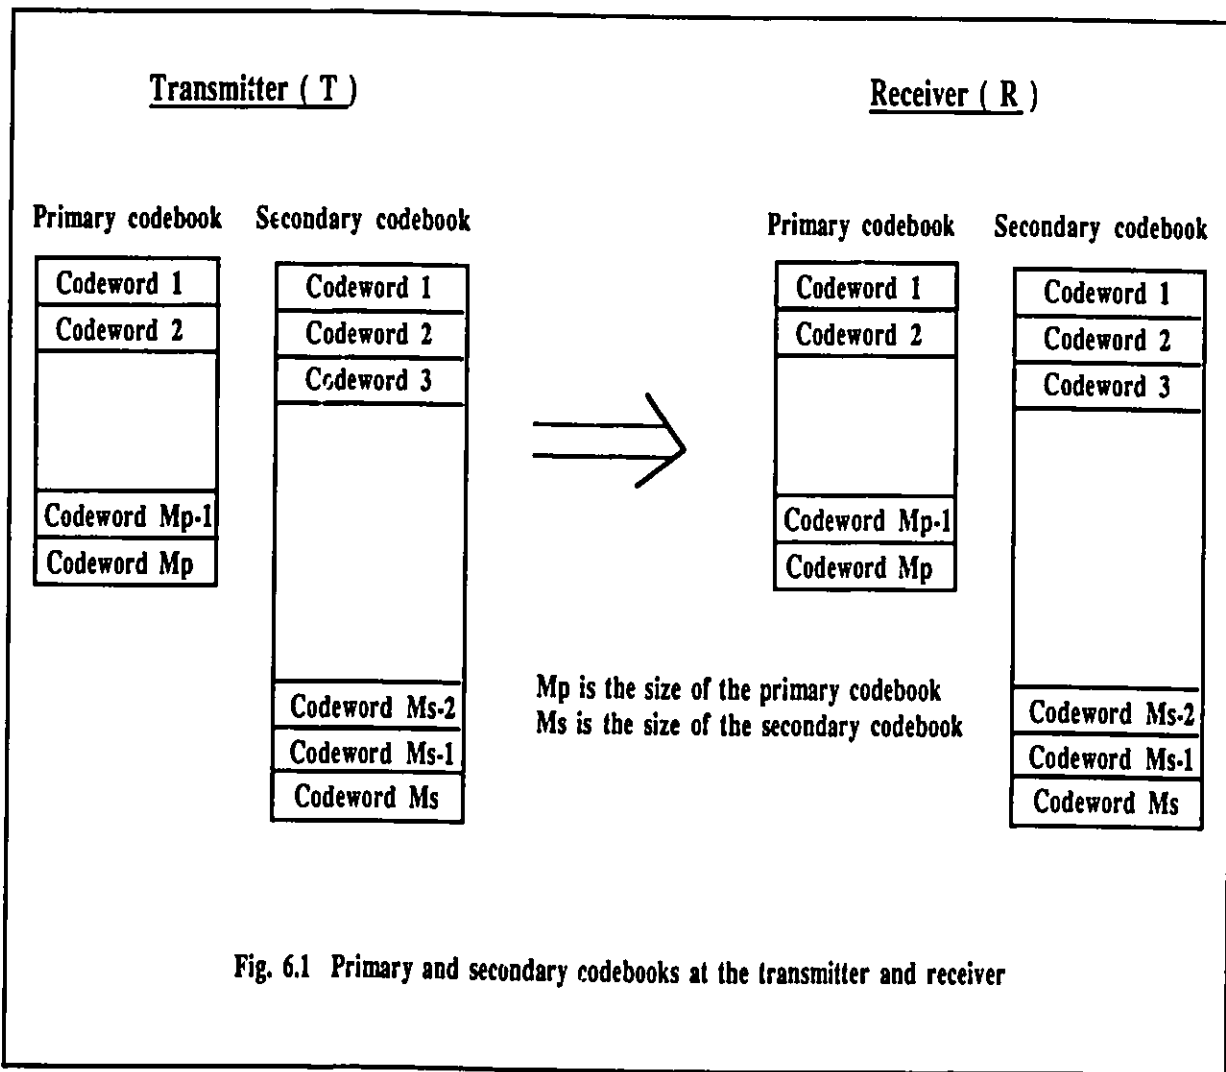 Transmitter ( T )
Receiver ( R )
Primary codebook
Secondary codebook
Codeword 1
Codeword 2
Codeword Mp-1
Codeword Mp
Codeword 1
Codeword 2
Codeword 3
Codeword Ms-2
Codeword Ms-1
Codeword Ms
Primary codebook
Secondary codebook
Codeword 1
Codeword 2
Codeword Mp-1
Codeword Mp
Codeword 1
Codeword 2
Codeword 3
Codeword Ms-2
Codeword Ms-1
Codeword Ms
Mp is the size of the primary codebook
Ms is the size of the secondary codebook
Fig. 6.1 Primary and secondary codebooks at the transmitter and receiver